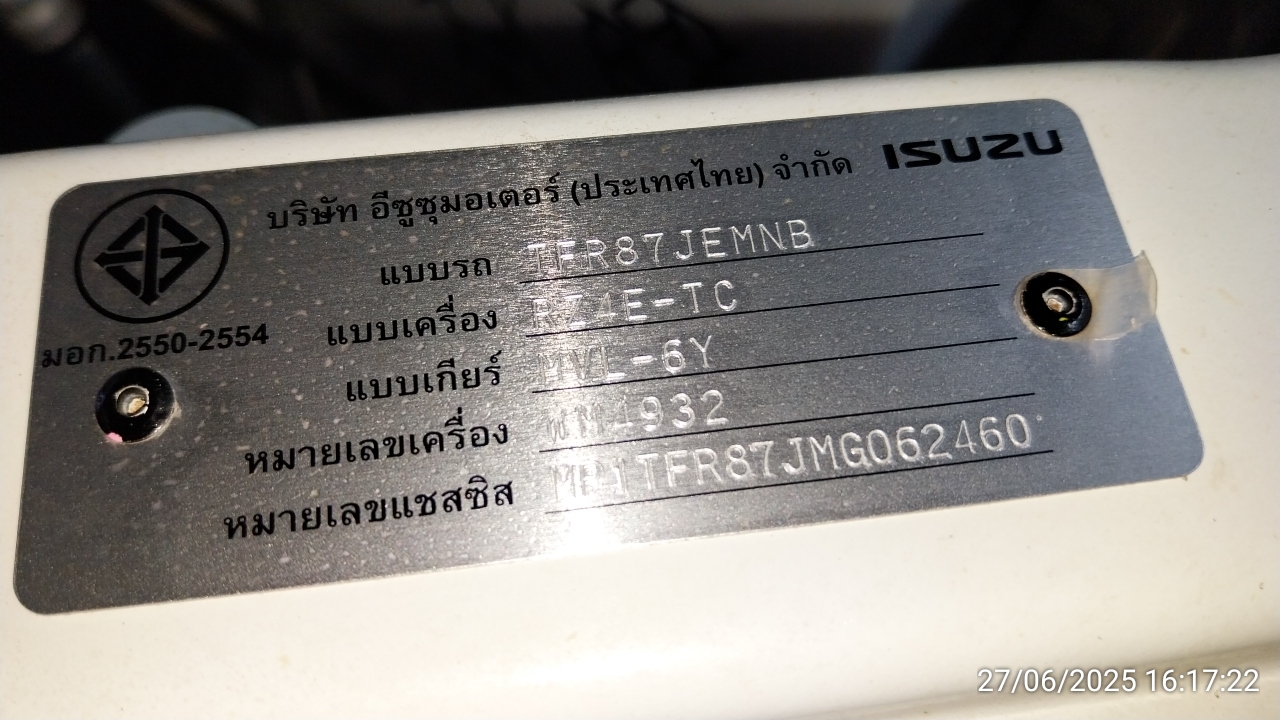 ISUZU
บริษัท อีซูซุมอเตอร์ (ประเทศไทย) จำกัด
แบบรถ TFR87JEMNB
แบบเครื่อง RZ4E-TC
มอก.2550-2554
แบบเกียร์ MVL-6Y
หมายเลขเครื่อง WM4932
หมายเลขแชสซิส MP1TFR87JMG062460
27/06/2025 16:17:22